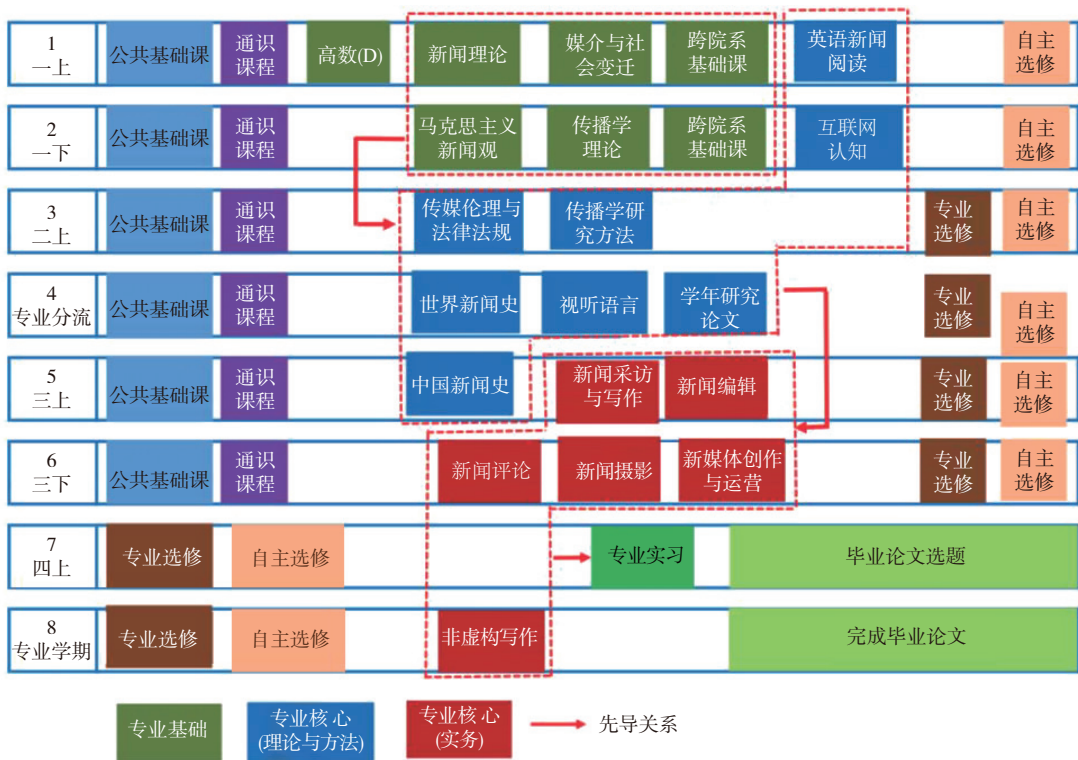 1
一上
公共基础课
通识
课程
高数(D)
新闻理论
媒介与社
会变迁
跨院系
基础课
英语新闻
阅读
自主
选修
2
一下
公共基础课
通识
课程
马克思主义
新闻观
传播学
理论
跨院系
基础课
互联网
认知
自主
选修
3
二上
公共基础课
通识
课程
传媒伦理与
法律法规
传播学研
究方法
专业
选修
自主
选修
4
专业分流
公共基础课
通识
课程
世界新闻史
视听语言
学年研究
论文
专业
选修
自主
选修
5
三上
公共基础课
通识
课程
中国新闻史
新闻采访
与写作
新闻编辑
专业
选修
自主
选修
6
三下
公共基础课
通识
课程
新闻评论
新闻摄影
新媒体创作
与运营
专业
选修
自主
选修
7
四上
专业选修
自主选修
专业实习
毕业论文选题
8
专业学期
专业选修
自主选修
非虚构写作
完成毕业论文
专业基础
专业核 心
(理论与方法)
专业核 心
(实务)
先导关系